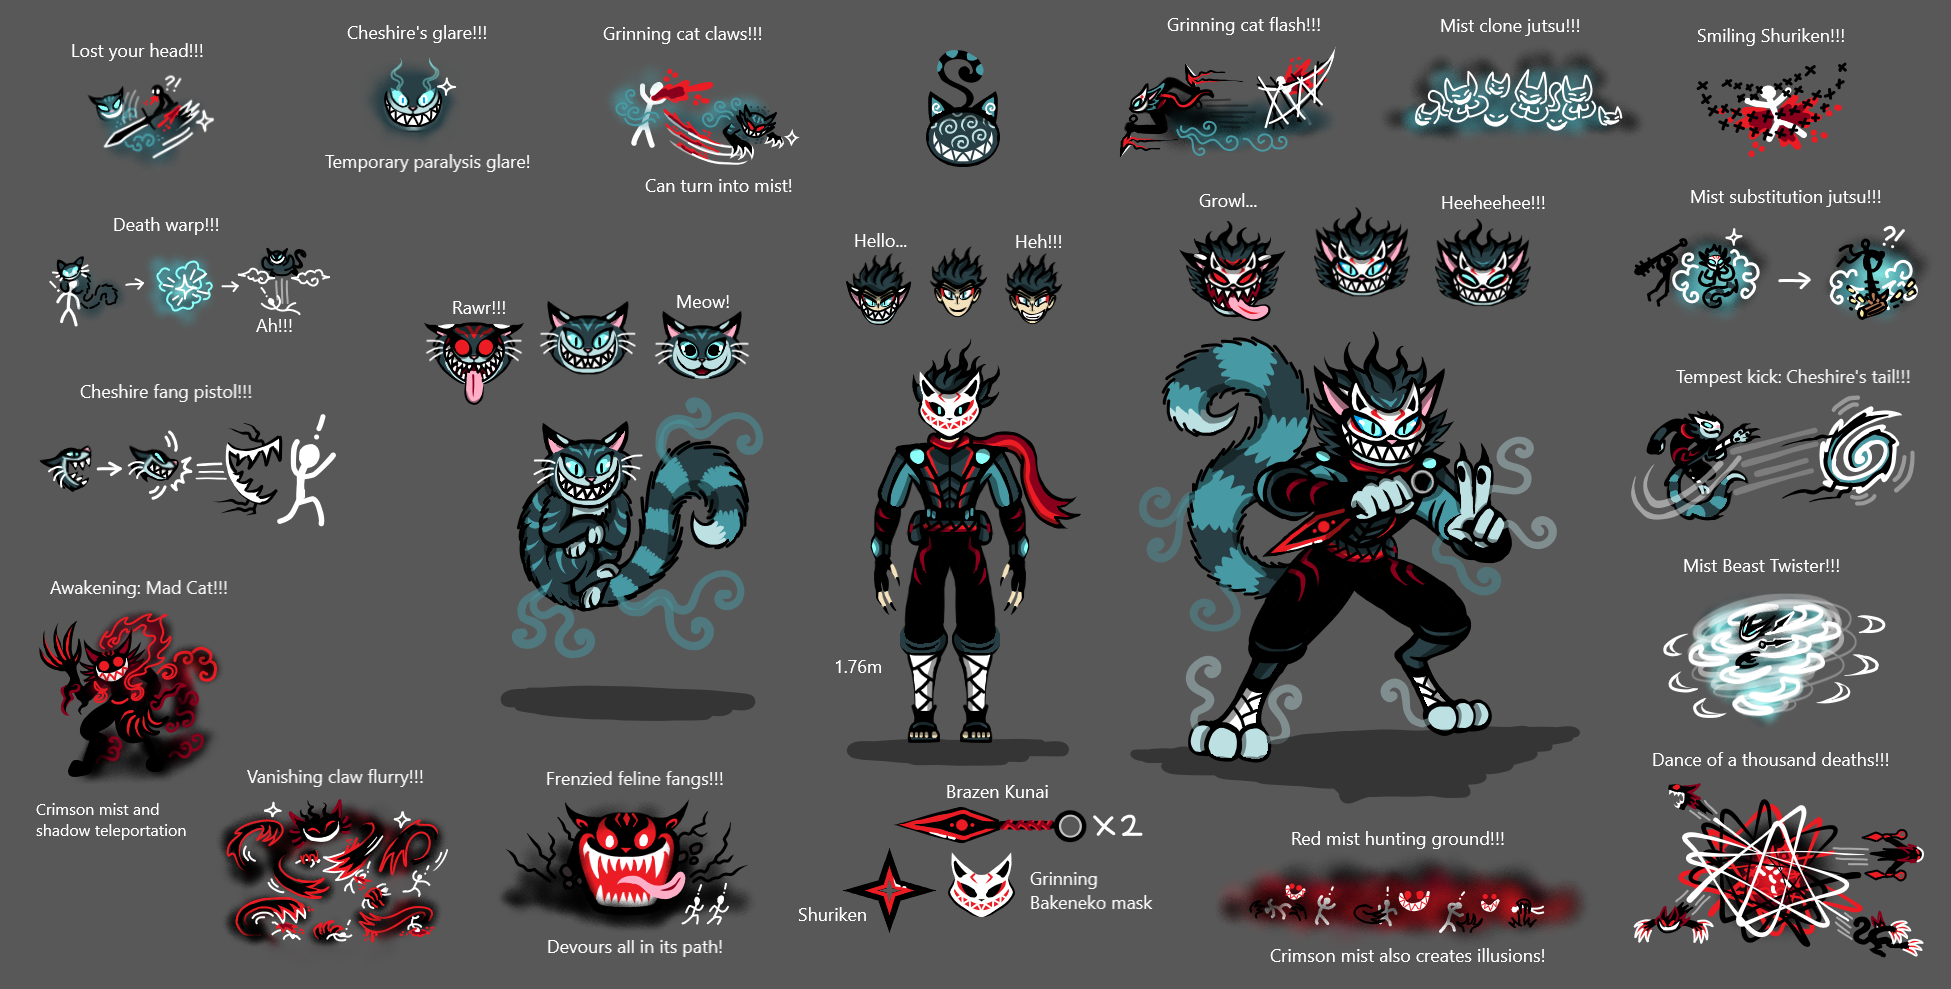 Lost your head!!!
Cheshire's glare!!!
Temporary paralysis glare!
Grinning cat claws!!!
Can turn into mist!
Grinning cat flash!!!
Mist clone jutsu!!!
Smiling Shuriken!!!
?!
Death warp!!!
Ah!!!
Rawr!!!
Meow!
Hello...
Heh!!!
Growl...
Heeheehee!!!
Mist substitution jutsu!!!
?!
Cheshire fang pistol!!!
!
Tempest kick: Cheshire's tail!!!
Awakening: Mad Cat!!!
Crimson mist and
shadow teleportation
1.76m
Mist Beast Twister!!!
Vanishing claw flurry!!!
Frenzied feline fangs!!!
Devours all in its path!
Brazen Kunai
×2
Shuriken
Grinning
Bakeneko mask
Red mist hunting ground!!!
Crimson mist also creates illusions!
Dance of a thousand deaths!!!